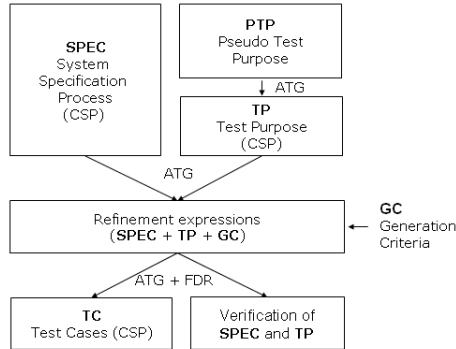 SPEC
System
Specification
Process
(CSP)
PTP
Pseudo Test
Purpose
ATG
TP
Test Purpose
(CSP)
ATG
Refinement expressions
(SPEC + TP + GC)
GC
Generation
Criteria
ATG + FDR
TC
Test Cases (CSP)
Verification of
SPEC and TP